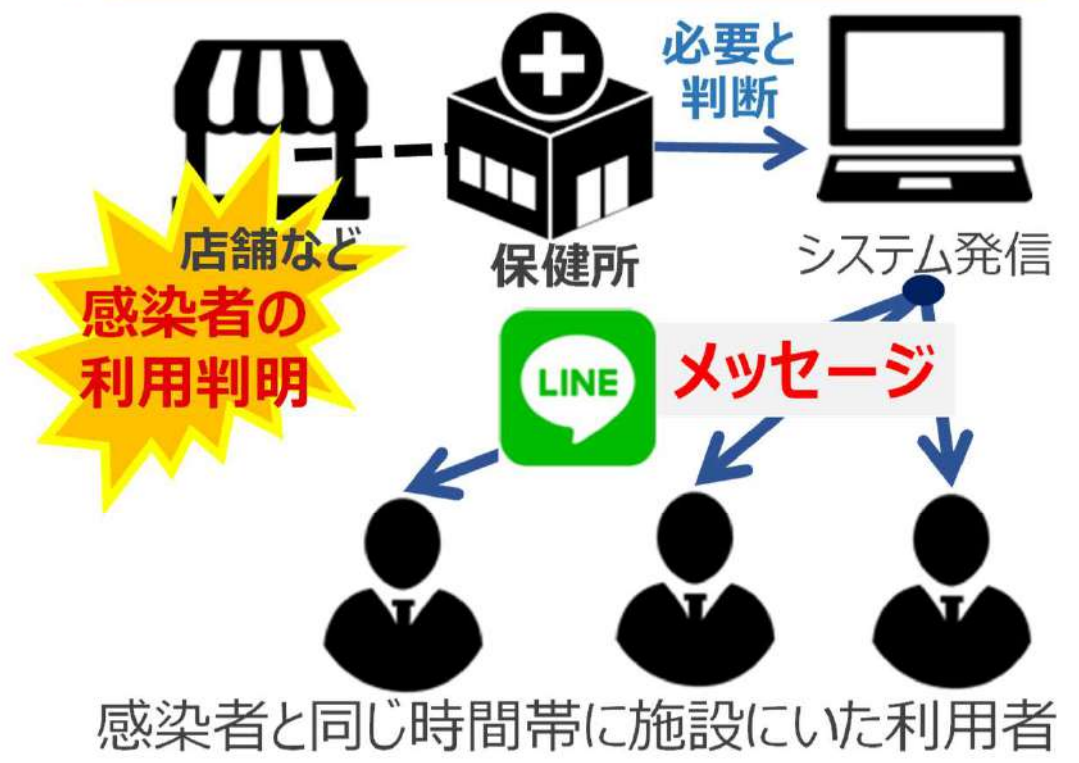 必要と
判断
店舗など
感染者の
利用判明
保健所
システム発信
LINE
メッセージ
感染者と同じ時間帯に施設にいた利用者